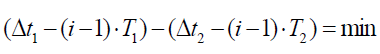 (Δt₁ − (i−1)·T₁) − (Δt₂ − (i−1)·T₂) = min